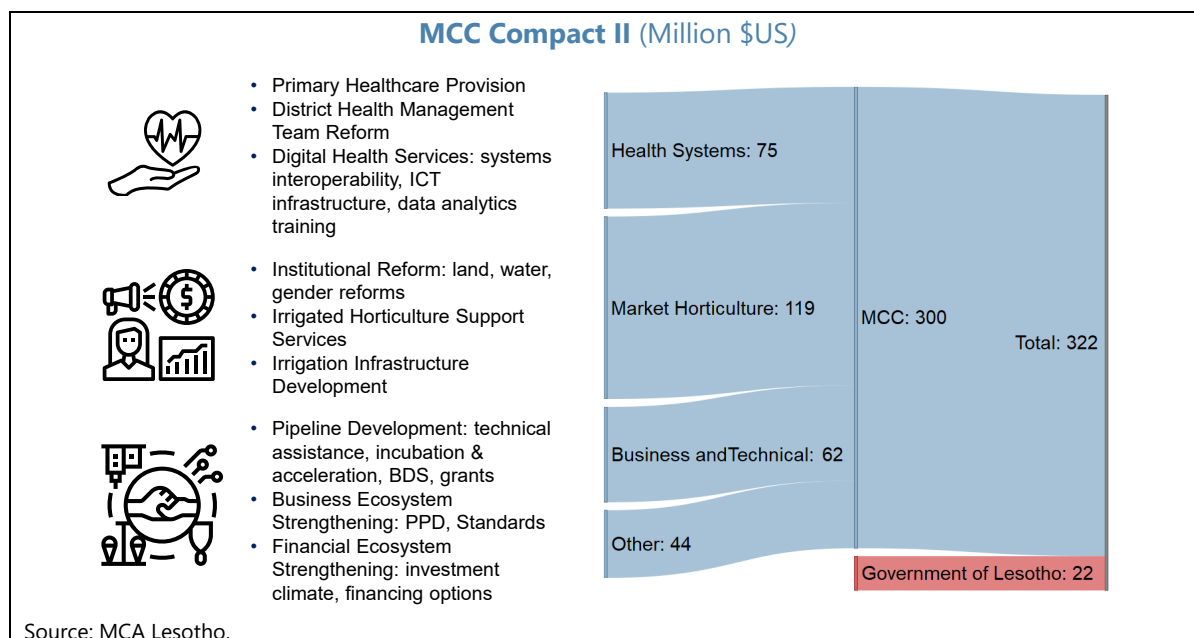 MCC Compact II (Million $US)
• Primary Healthcare Provision
• District Health Management
Team Reform
• Digital Health Services: systems
interoperability, ICT
infrastructure, data analytics
training
• Institutional Reform: land, water,
gender reforms
• Irrigated Horticulture Support
Services
• Irrigation Infrastructure
Development
• Pipeline Development: technical
assistance, incubation &
acceleration, BDS, grants
• Business Ecosystem
Strengthening: PPD, Standards
• Financial Ecosystem
Strengthening: investment
climate, financing options
Health Systems: 75
Market Horticulture: 119
Business andTechnical: 62
Other: 44
MCC: 300
Government of Lesotho: 22
Total: 322
Source: MCA Lesotho.